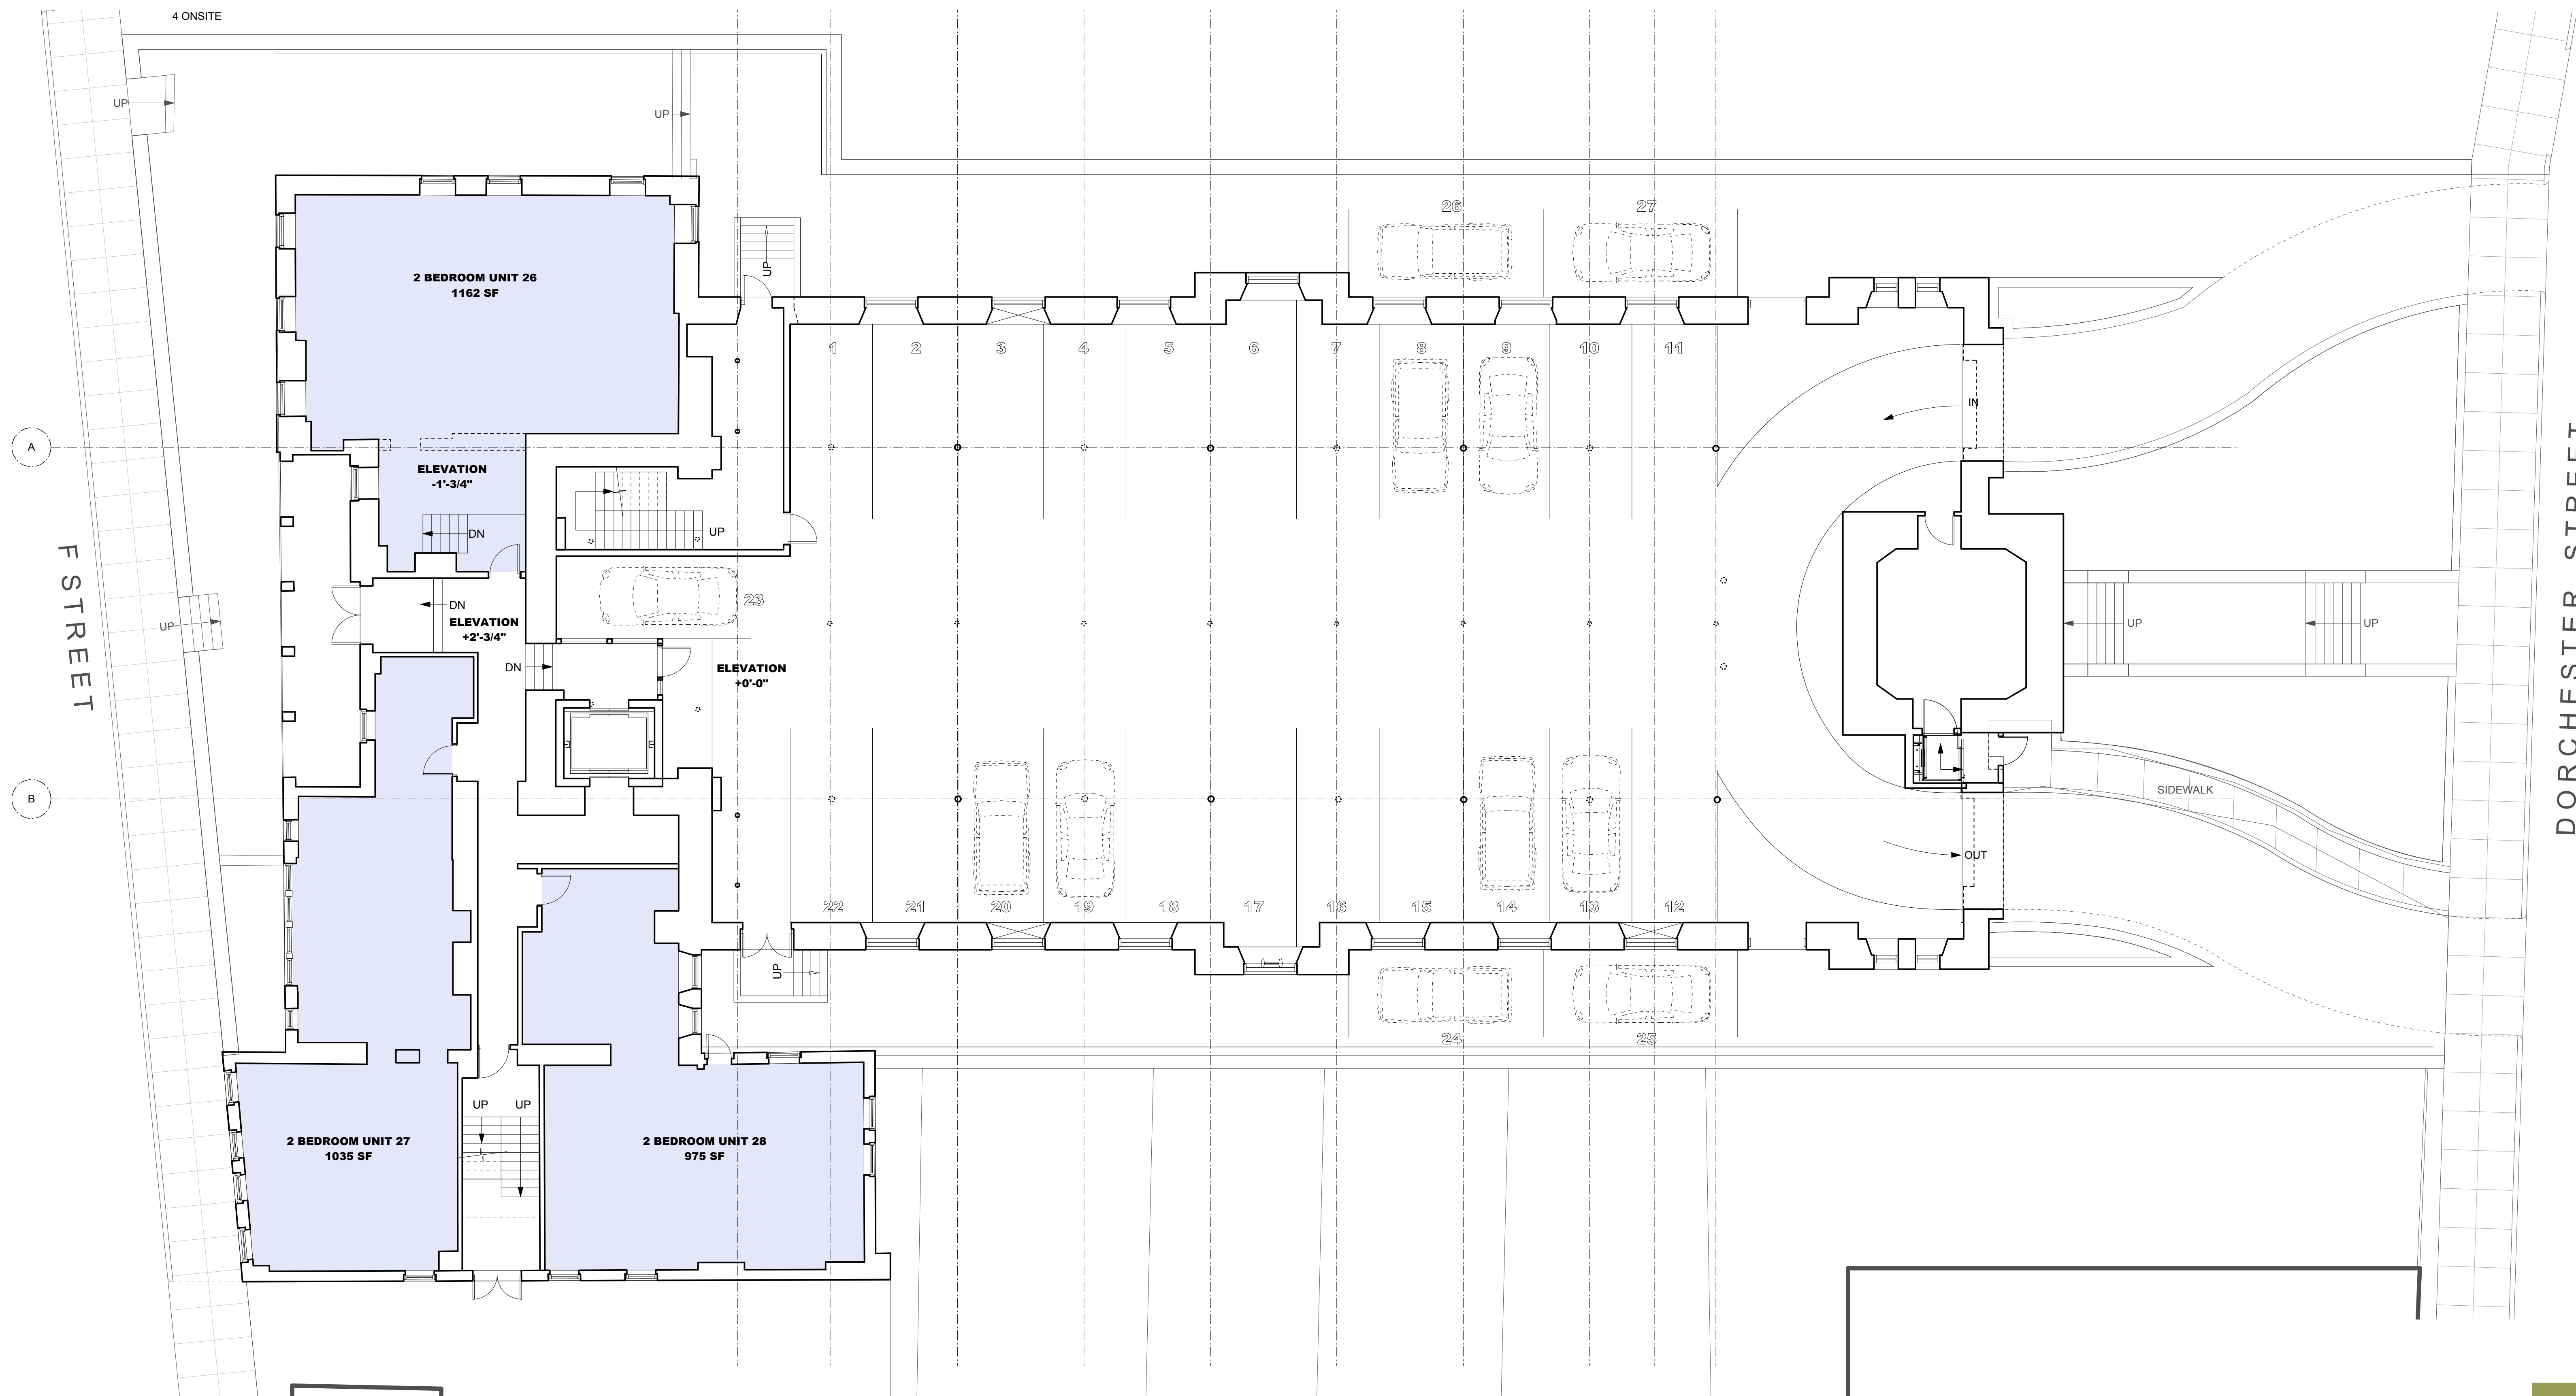 4 ONSITE
UP
UP
26
27
2 BEDROOM UNIT 26
1162 SF
UP
1
2
3
4
5
6
7
8
9
10
11
IN
A
ELEVATION
-1'-3/4"
DN
UP
F STREET
DORCHESTER STREET
DN
23
ELEVATION
+2'-3/4"
UP
UP
UP
DN
ELEVATION
+0'-0"
SIDEWALK
B
OUT
22
21
20
19
18
17
16
15
14
13
12
UP
24
25
UP
UP
2 BEDROOM UNIT 27
1035 SF
2 BEDROOM UNIT 28
975 SF